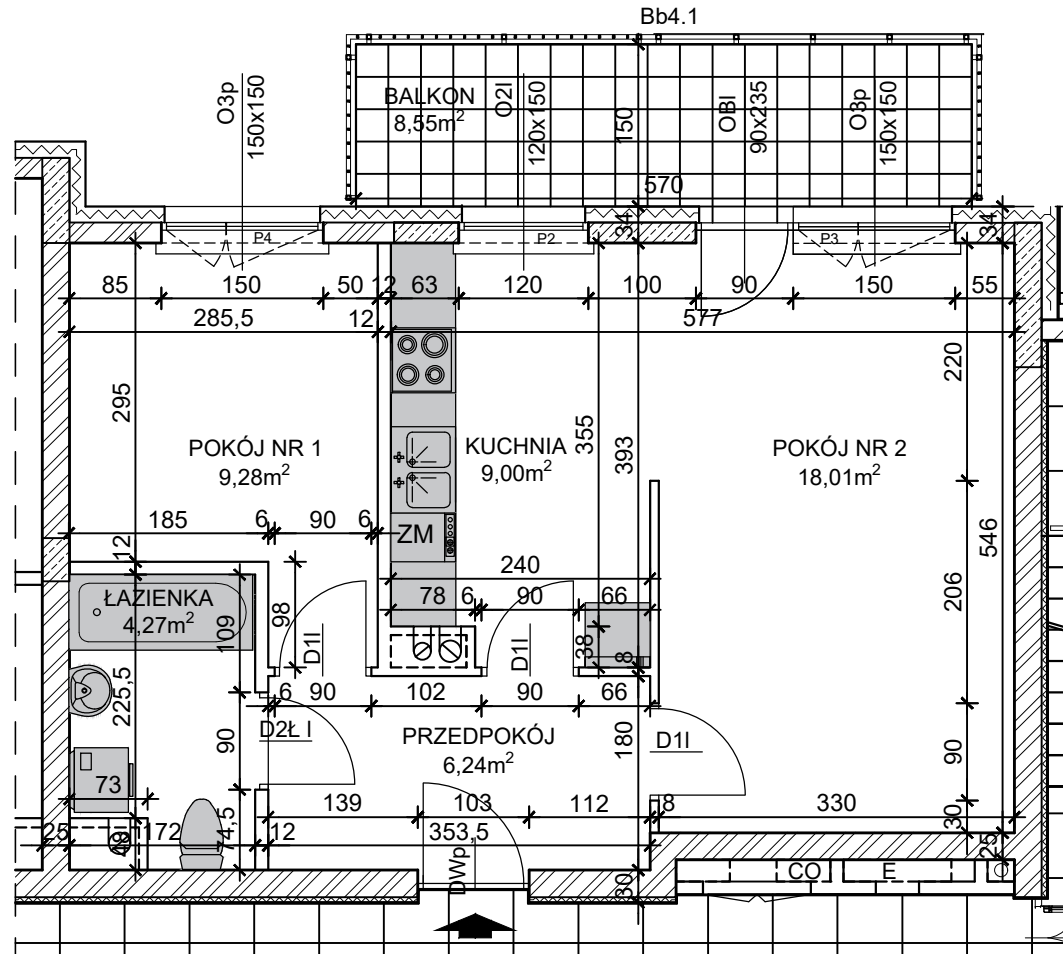 Bb4.1
O3p
150x150
BALKON
8,55m²
O2l
120x150
150
OBl
90x235
O3p
150x150
570
34
34
P4
P2
P3
85
150
50
12
63
120
100
90
150
55
285,5
12
577
295
220
355
393
POKÓJ NR 1
9,28m²
KUCHNIA
9,00m²
POKÓJ NR 2
18,01m²
185
6
90
6
ZM
546
12
240
ŁAZIENKA
4,27m²
109
98
D1l
78
6
90
66
D1l
38
8
206
225,5
6
90
102
90
66
D2Ł l
PRZEDPOKÓJ
6,24m²
180
D1l
90
90
73
139
103
112
8
330
30
25
172
74,5
12
353,5
25
DWp
30
CO
E